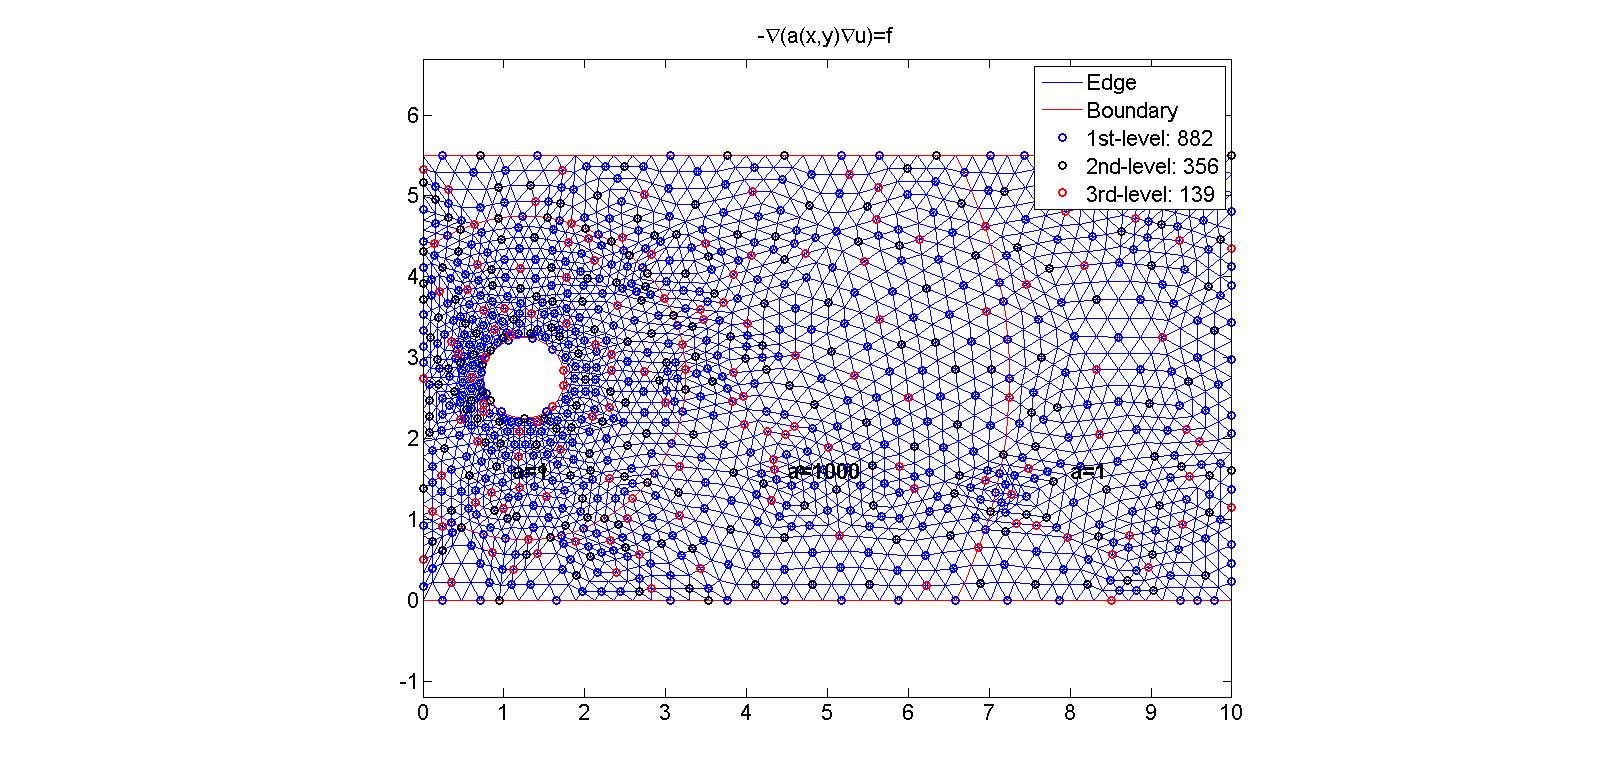 -∇(a(x,y)∇u)=f
Edge
Boundary
1st-level: 882
2nd-level: 356
3rd-level: 139
6
5
4
3
2
1
0
-1
a=1
a=1000
a=1
0 1 2 3 4 5 6 7 8 9 10